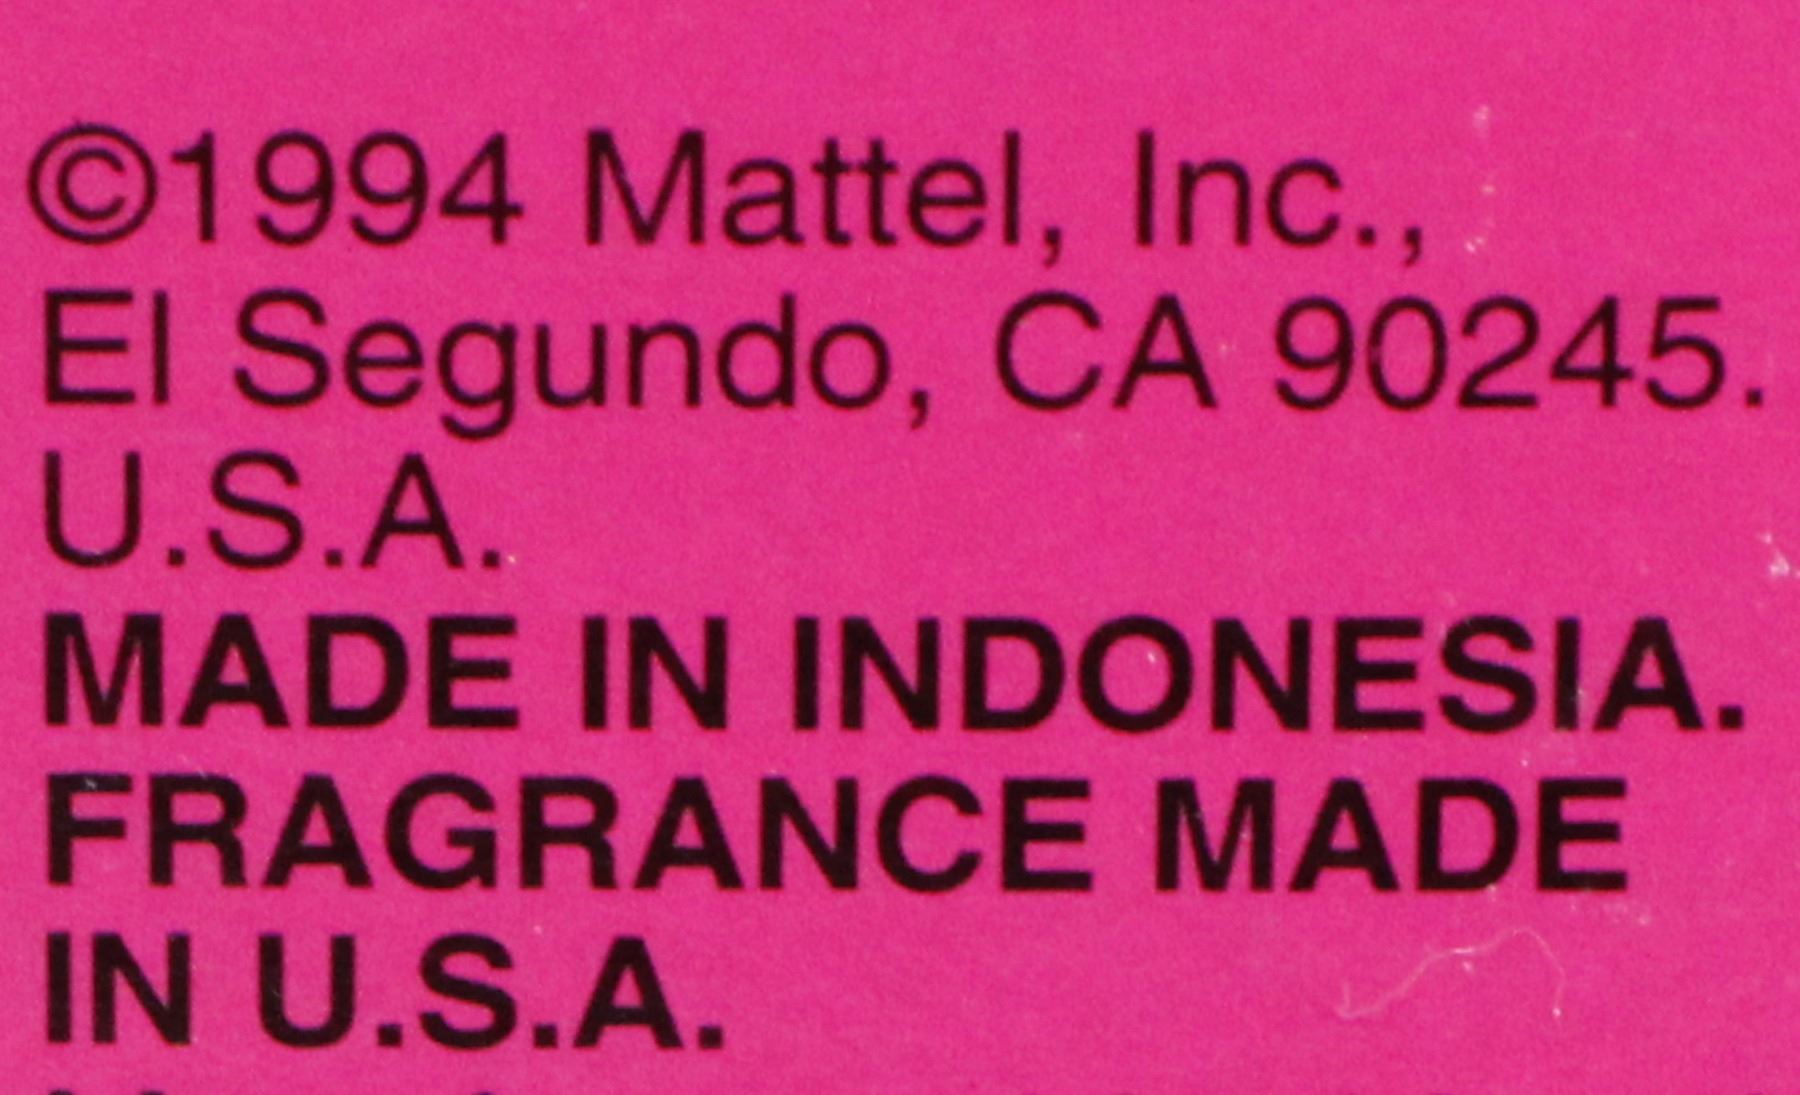 ©1994 Mattel, Inc.,
El Segundo, CA 90245.
U.S.A.
MADE IN INDONESIA.
FRAGRANCE MADE
IN U.S.A.